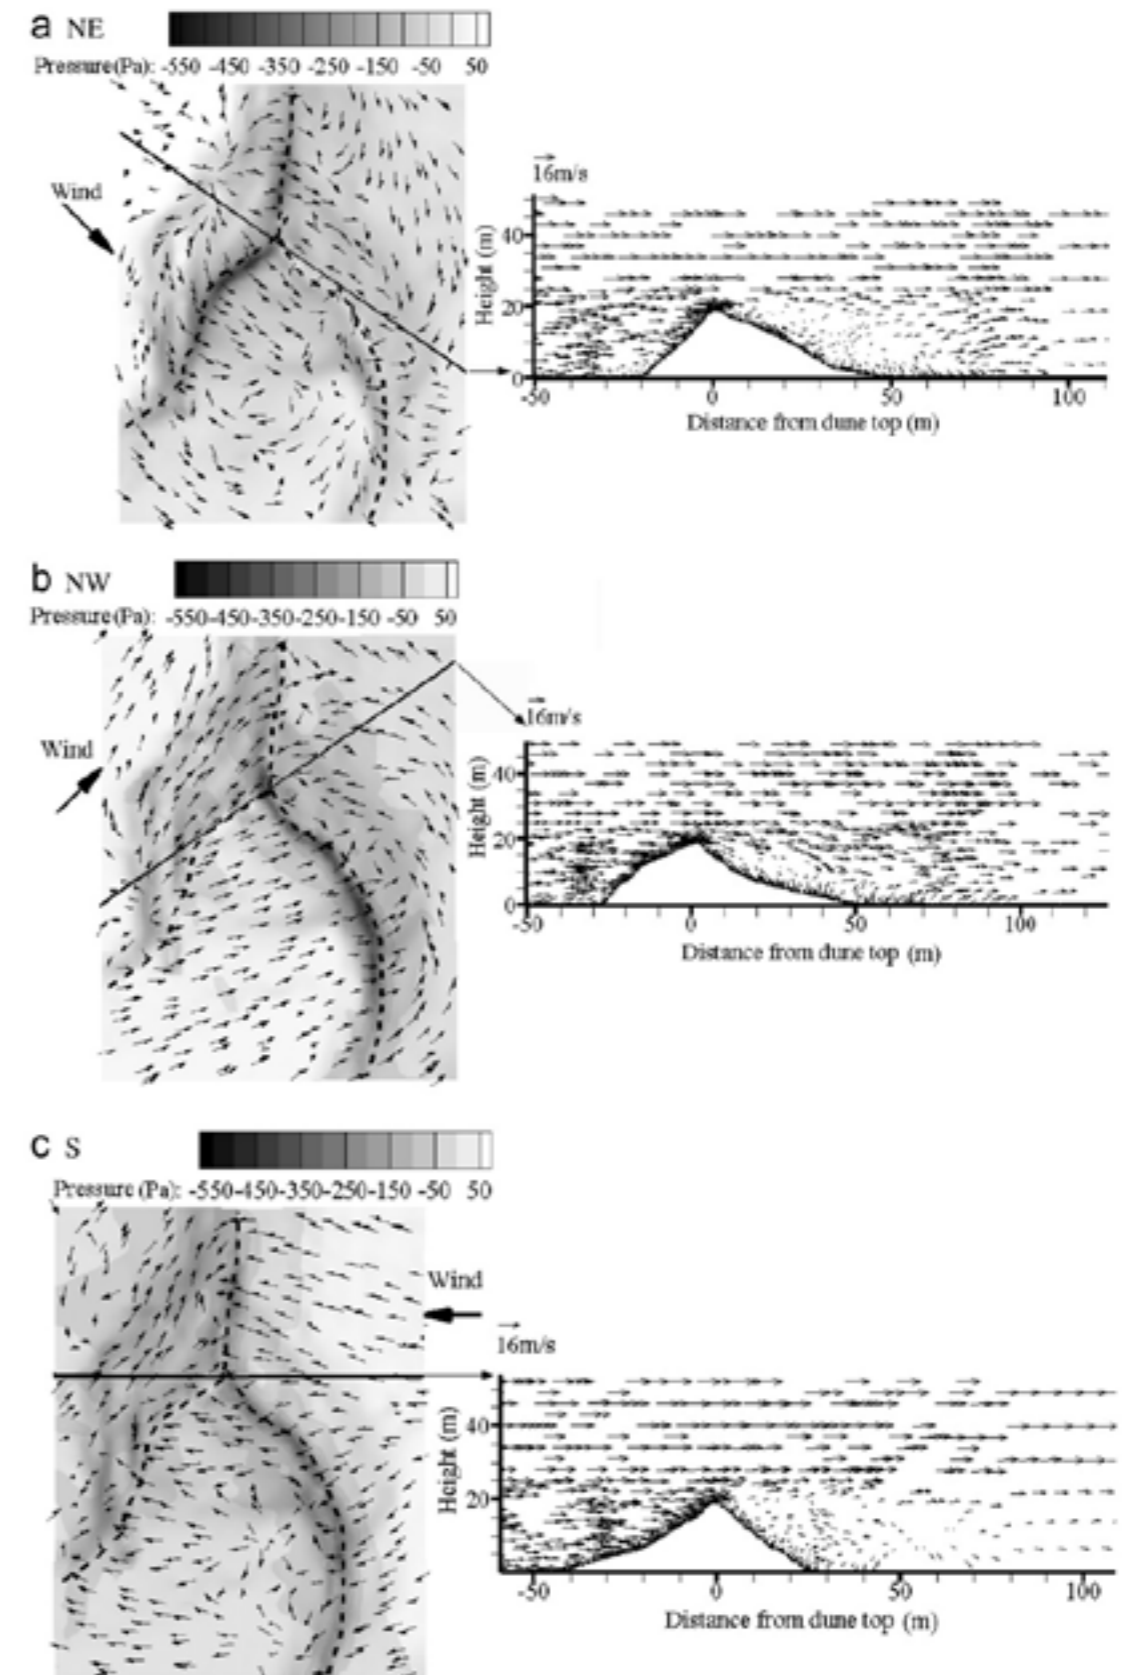 a NE
Pressure(Pa): -550 -450 -350 -250 -150 -50 50
Wind
16m/s
Height (m)
40
20
0
-50 0 50 100
Distance from dune top (m)
b NW
Pressure(Pa): -550-450-350-250-150 -50 50
Wind
16m/s
Height (m)
40
20
0
-50 0 50 100
Distance from dune top (m)
c S
Pressure (Pa): -550-450-350-250-150 -50 50
Wind
16m/s
Height (m)
40
20
-50 0 50 100
Distance from dune top (m)